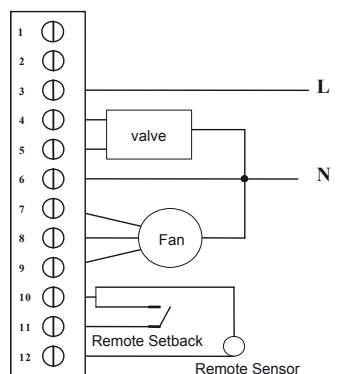 1
2
3 L
4
valve
5
6 N
7
8 Fan
9
10
11
Remote Setback
12
Remote Sensor